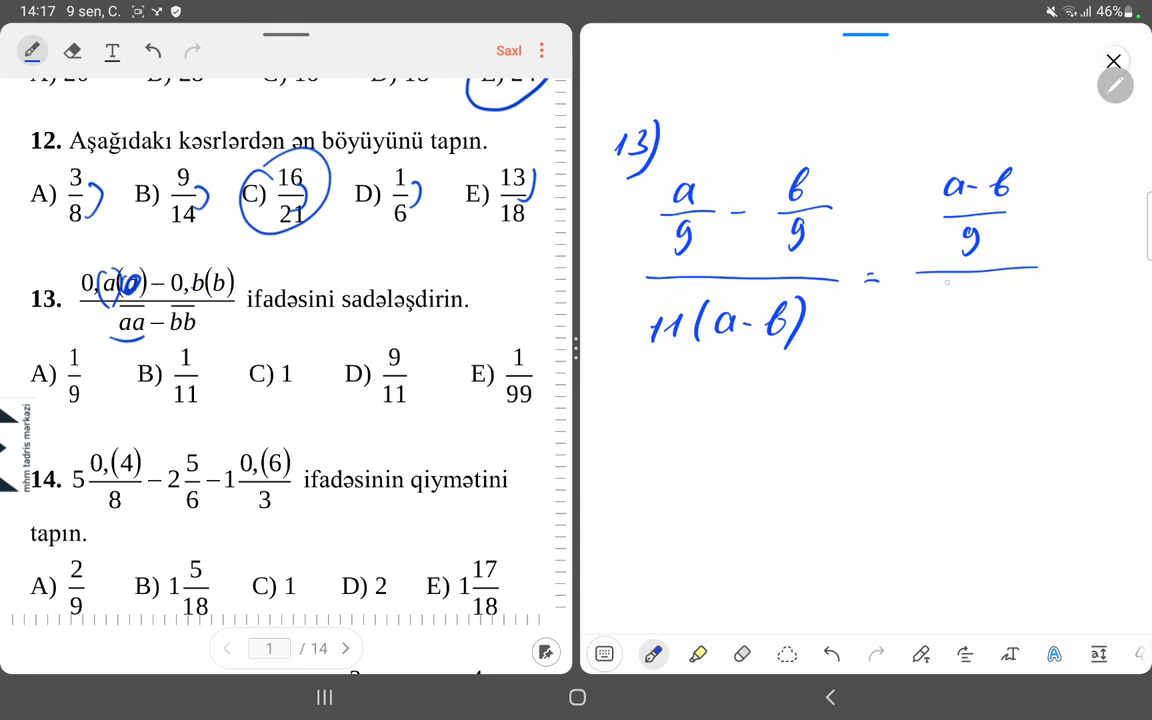 14:17 9 sen, C. 46%
T Saxl
12. Aşağıdakı kəsrlərdən ən böyüyünü tapın.
A) 3/8 B) 9/14 C) 16/21 D) 1/6 E) 13/18
13. 0,a(a) – 0,b(b) / aa – bb ifadəsini sadələşdirin.
A) 1/9 B) 1/11 C) 1 D) 9/11 E) 1/99
14. 5 0,(4)/8 – 2 5/6 – 1 0,(6)/3 ifadəsinin qiymətini
tapın.
A) 2/9 B) 1 5/18 C) 1 D) 2 E) 1 17/18
mhm tədris mərkəzi
1 / 14
13)
a/9 - b/9 / 11(a-b) = a-b/9